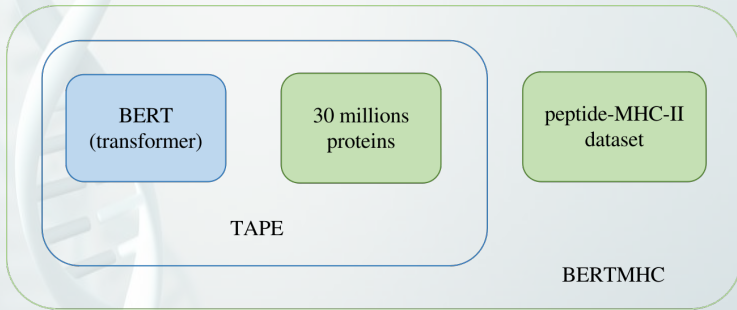 BERT
(transformer)
30 millions
proteins
peptide-MHC-II
dataset
TAPE
BERTMHC